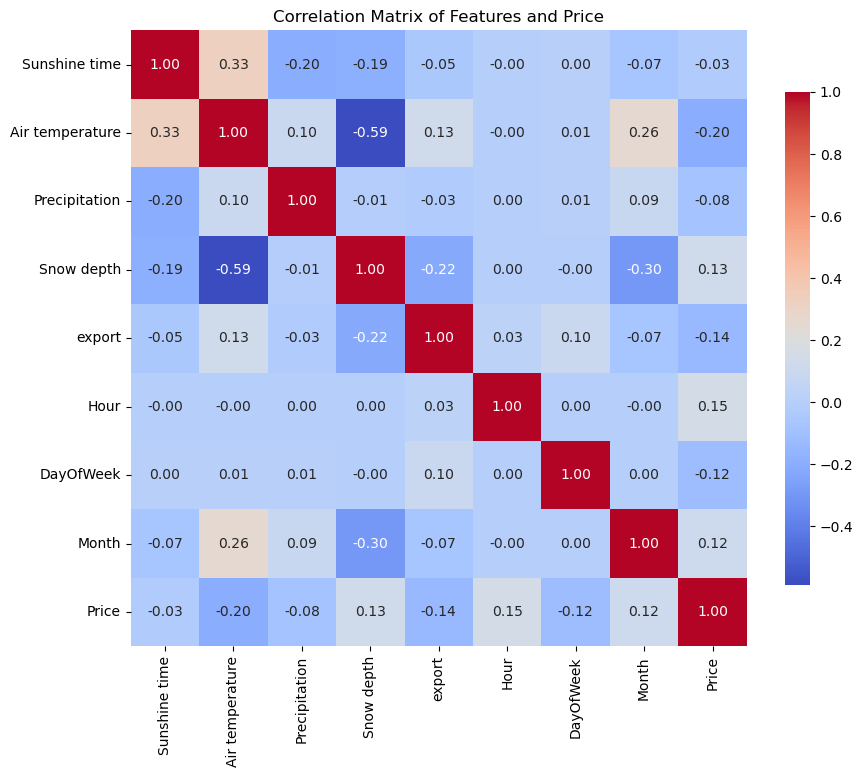 Correlation Matrix of Features and Price
Sunshine time 1.00 0.33 -0.20 -0.19 -0.05 -0.00 0.00 -0.07 -0.03
Air temperature 0.33 1.00 0.10 -0.59 0.13 -0.00 0.01 0.26 -0.20
Precipitation -0.20 0.10 1.00 -0.01 -0.03 0.00 0.01 0.09 -0.08
Snow depth -0.19 -0.59 -0.01 1.00 -0.22 0.00 -0.00 -0.30 0.13
export -0.05 0.13 -0.03 -0.22 1.00 0.03 0.10 -0.07 -0.14
Hour -0.00 -0.00 0.00 0.00 0.03 1.00 0.00 -0.00 0.15
DayOfWeek 0.00 0.01 0.01 -0.00 0.10 0.00 1.00 0.00 -0.12
Month -0.07 0.26 0.09 -0.30 -0.07 -0.00 0.00 1.00 0.12
Price -0.03 -0.20 -0.08 0.13 -0.14 0.15 -0.12 0.12 1.00
Sunshine time
Air temperature
Precipitation
Snow depth
export
Hour
DayOfWeek
Month
Price
1.0
0.8
0.6
0.4
0.2
0.0
−0.2
−0.4